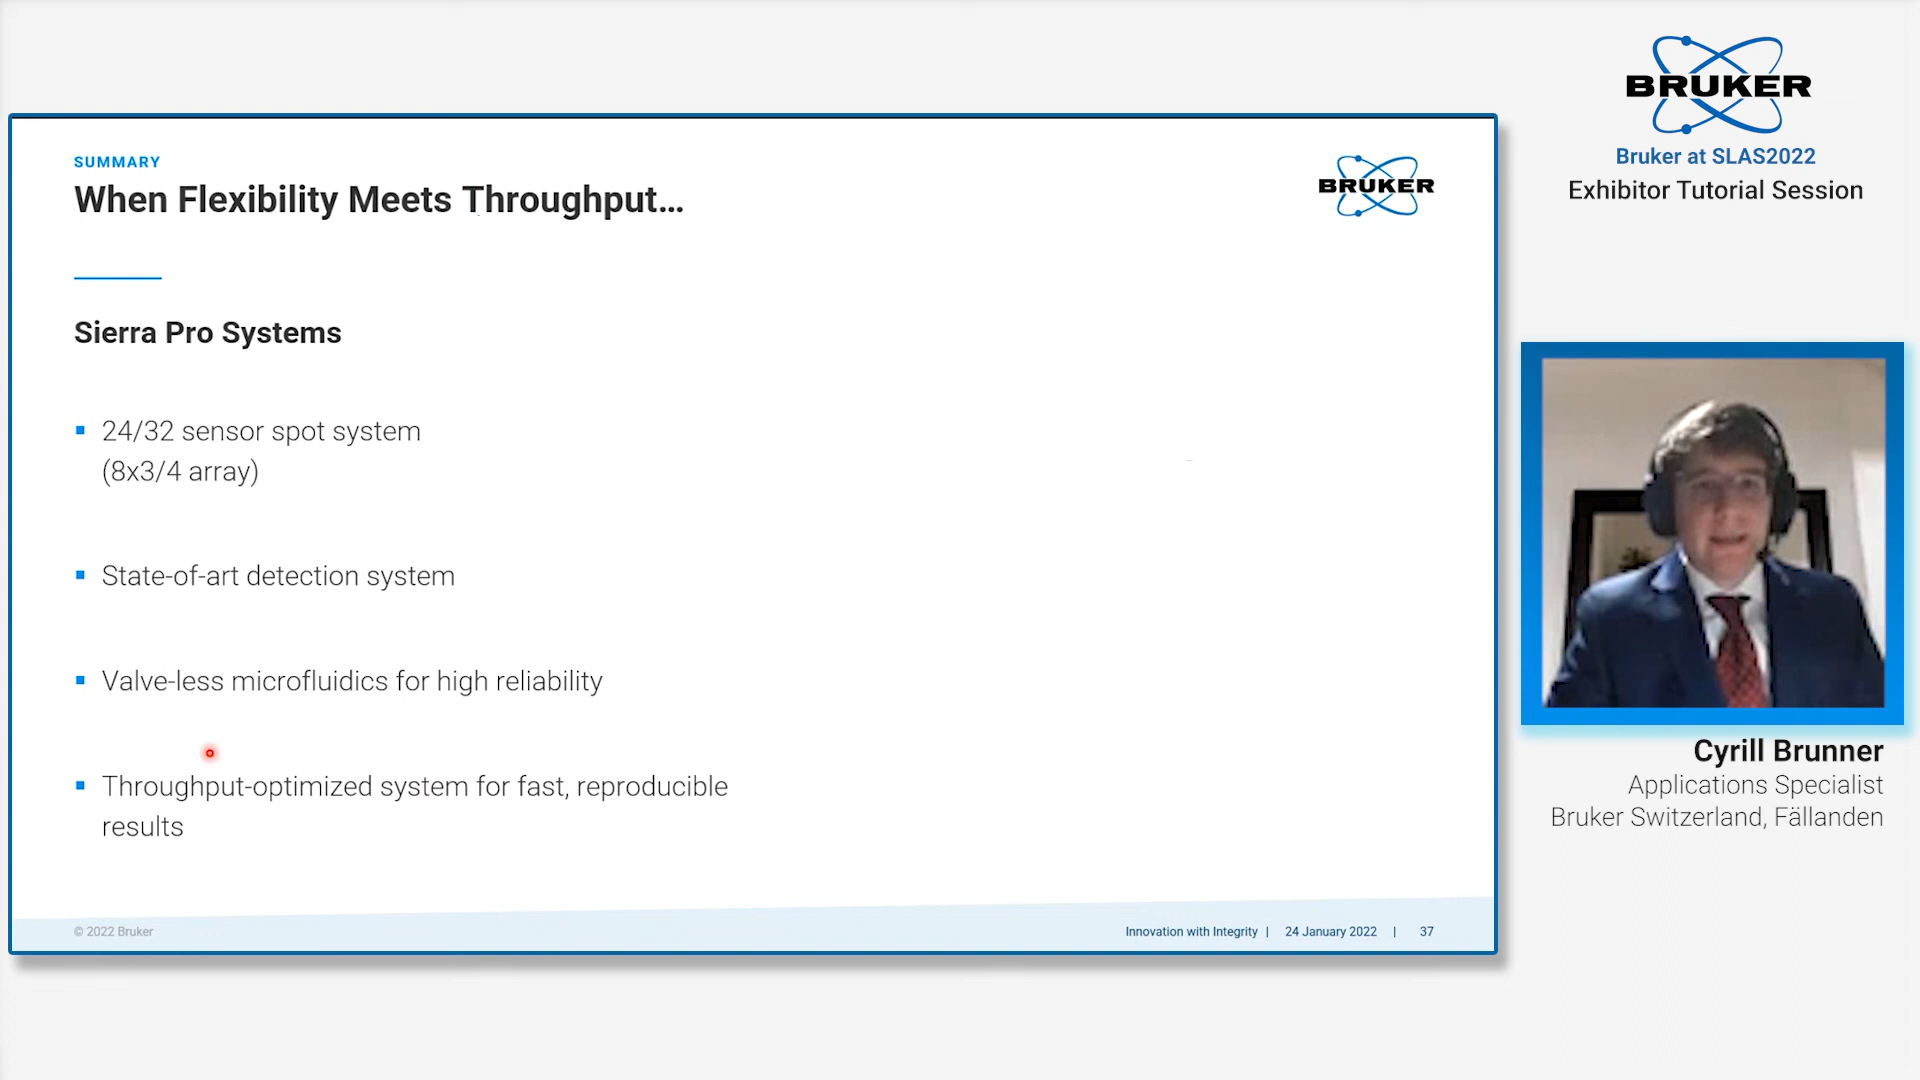 SUMMARY
When Flexibility Meets Throughput...
BRUKER
Sierra Pro Systems
24/32 sensor spot system
(8x3/4 array)
State-of-art detection system
Valve-less microfluidics for high reliability
Throughput-optimized system for fast, reproducible
results
© 2022 Bruker
Innovation with Integrity | 24 January 2022 | 37
BRUKER
Bruker at SLAS2022
Exhibitor Tutorial Session
Cyrill Brunner
Applications Specialist
Bruker Switzerland, Fällanden